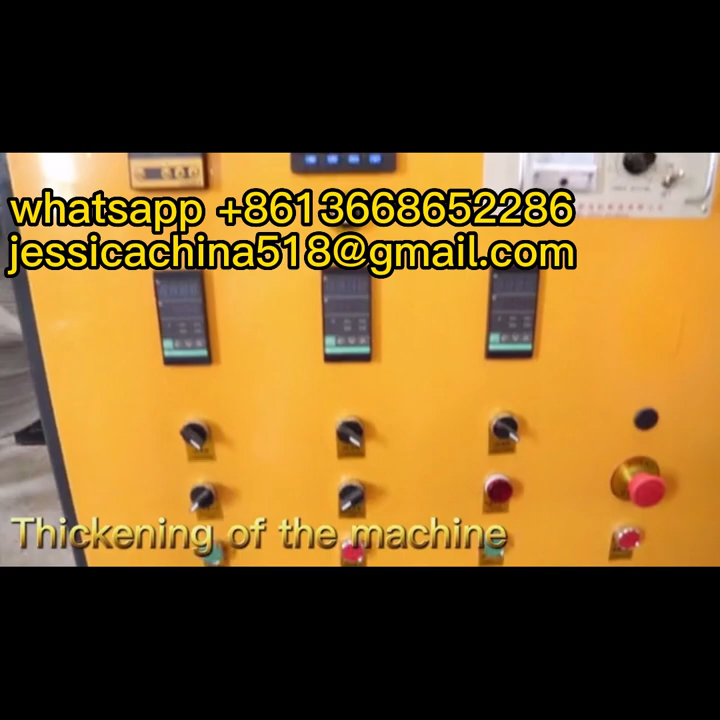 whatsapp +8613668652286
jessicachina518@gmail.com
Thickening of the machine